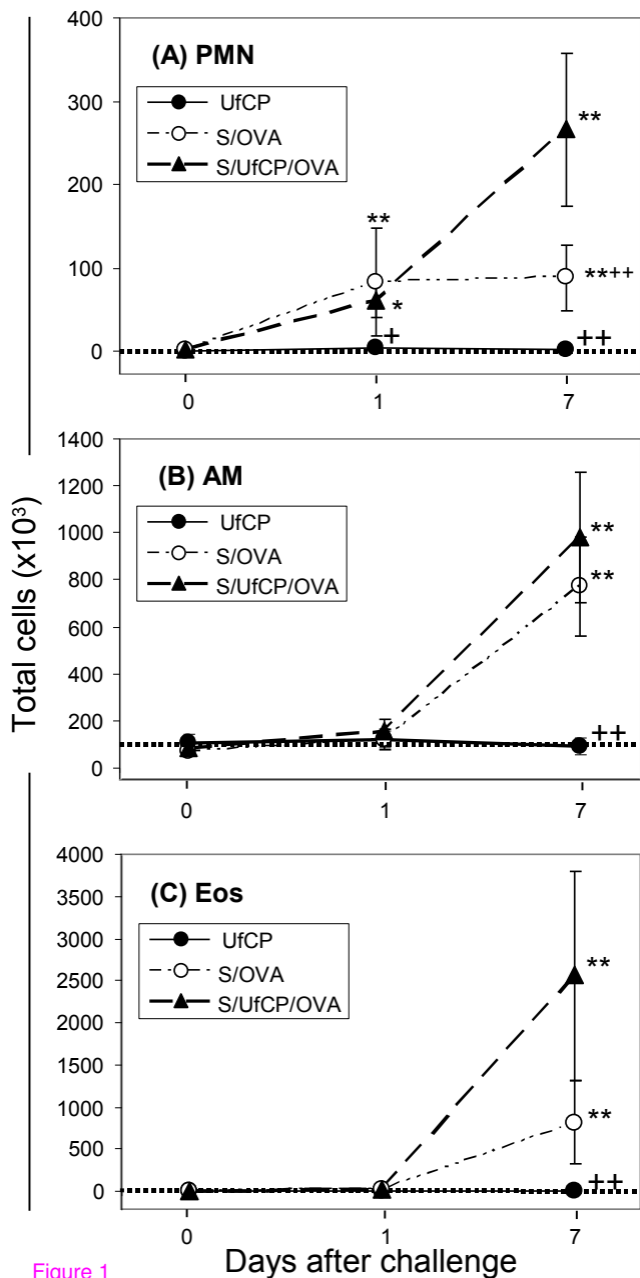 Total cells (x10³)
(A) PMN
UfCP
S/OVA
S/UfCP/OVA
400
300
200
100
0
**
*
+
**
**++
++
0 1 7
(B) AM
UfCP
S/OVA
S/UfCP/OVA
1400
1200
1000
800
600
400
200
0
**
**
++
0 1 7
(C) Eos
UfCP
S/OVA
S/UfCP/OVA
4000
3500
3000
2500
2000
1500
1000
500
0
**
**
++
0 1 7
Days after challenge
Figure 1